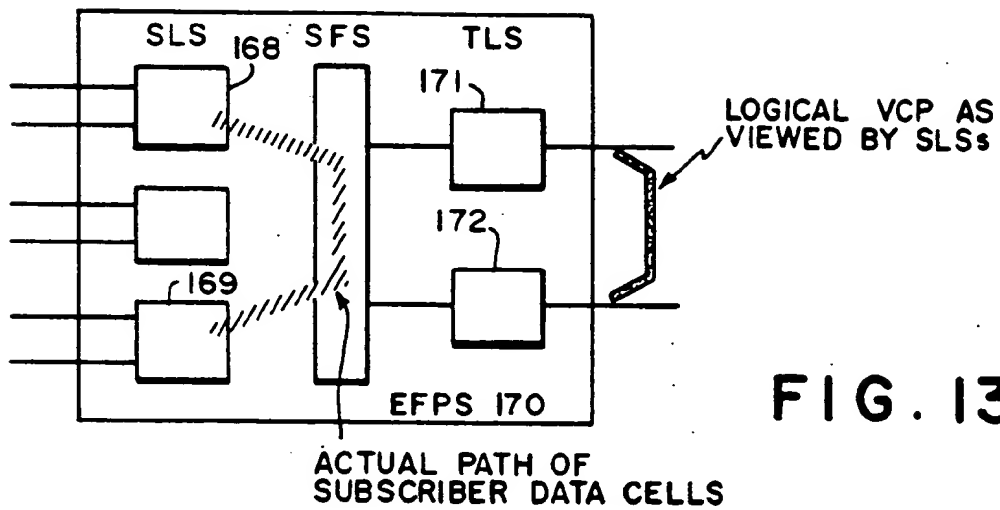 SLS SFS TLS
168
171
LOGICAL VCP AS
VIEWED BY SLSs
172
169
EFPS 170
FIG. 13
ACTUAL PATH OF
SUBSCRIBER DATA CELLS